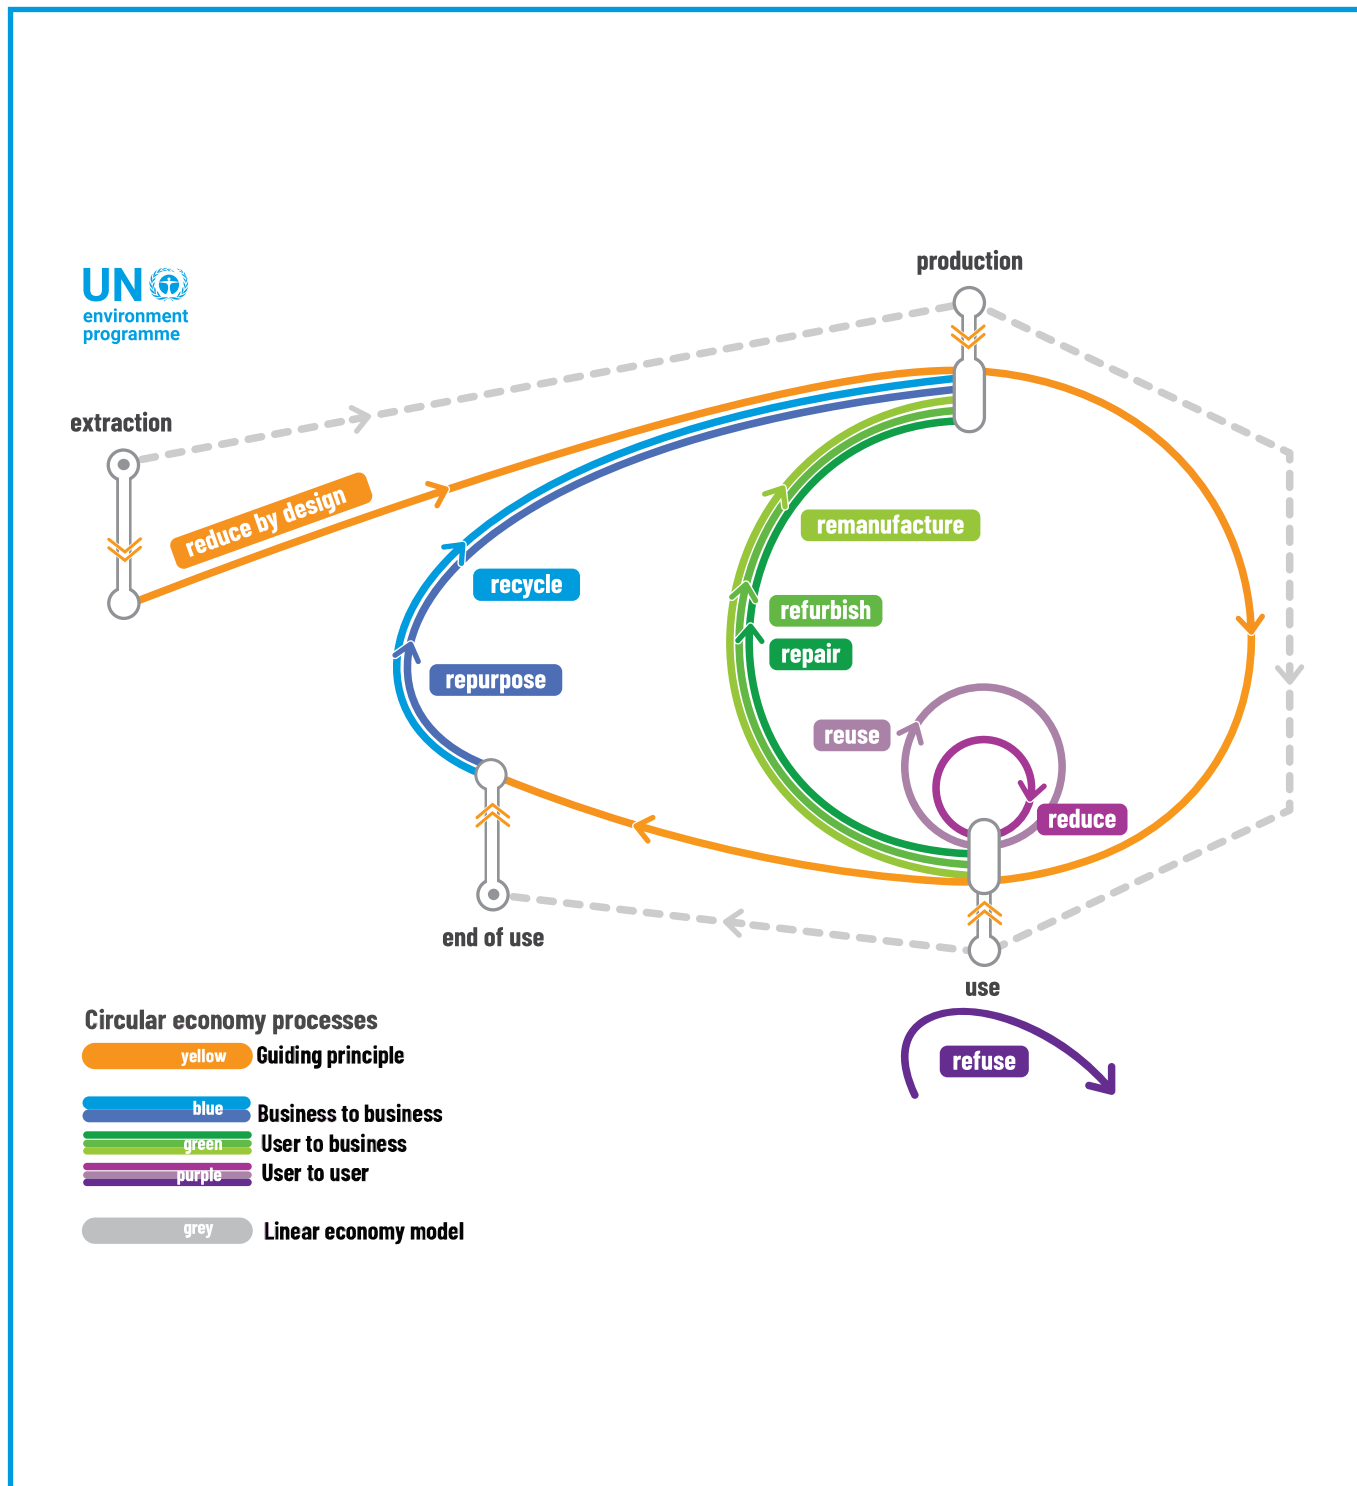 UN
environment
programme
production
extraction
reduce by design
remanufacture
recycle
refurbish
repair
repurpose
reuse
reduce
end of use
use
refuse
Circular economy processes
yellow Guiding principle
blue Business to business
green User to business
purple User to user
grey Linear economy model